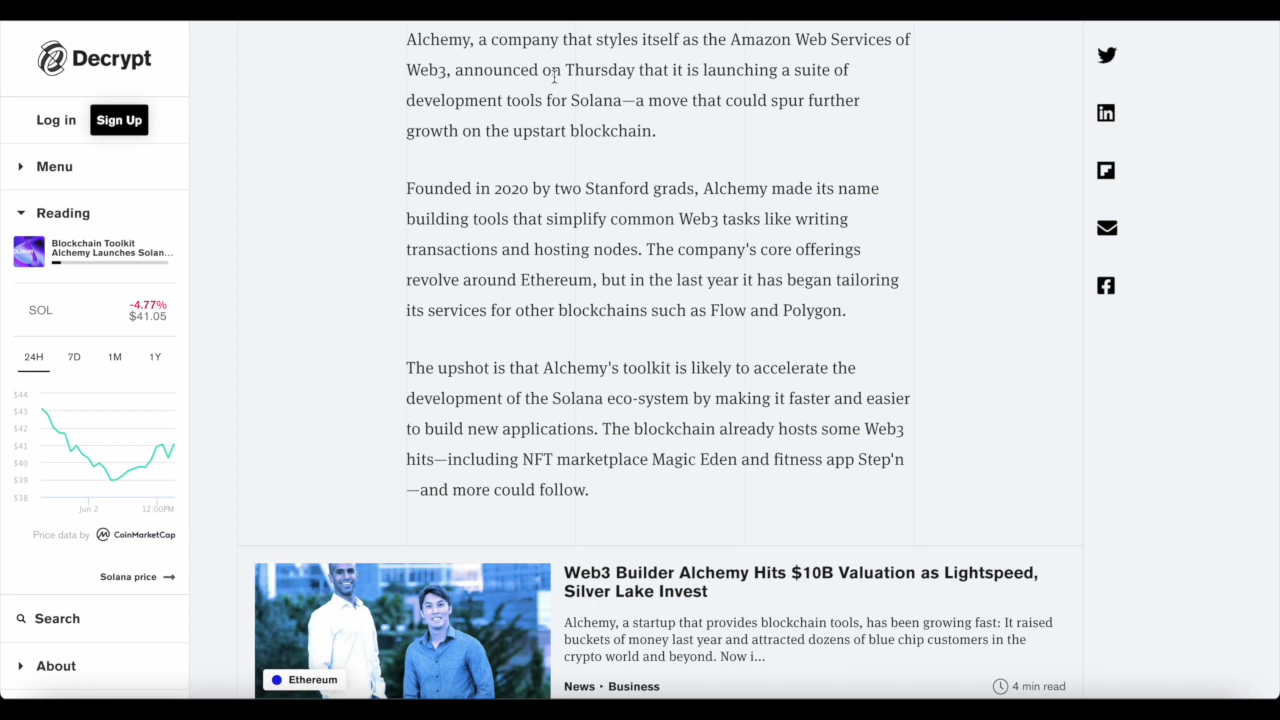 Decrypt
Log in
Sign Up
Menu
Reading
Blockchain Toolkit
Alchemy Launches Solan...
SOL
-4.77%
$41.05
24H 7D 1M 1Y
$44
$43
$42
$41
$40
$39
$38
Jun 2 12:00PM
Price data by CoinMarketCap
Solana price →
Search
About
Alchemy, a company that styles itself as the Amazon Web Services of
Web3, announced on Thursday that it is launching a suite of
development tools for Solana—a move that could spur further
growth on the upstart blockchain.
Founded in 2020 by two Stanford grads, Alchemy made its name
building tools that simplify common Web3 tasks like writing
transactions and hosting nodes. The company's core offerings
revolve around Ethereum, but in the last year it has began tailoring
its services for other blockchains such as Flow and Polygon.
The upshot is that Alchemy's toolkit is likely to accelerate the
development of the Solana eco-system by making it faster and easier
to build new applications. The blockchain already hosts some Web3
hits—including NFT marketplace Magic Eden and fitness app Step'n
—and more could follow.
Ethereum
Web3 Builder Alchemy Hits $10B Valuation as Lightspeed,
Silver Lake Invest
Alchemy, a startup that provides blockchain tools, has been growing fast: It raised
buckets of money last year and attracted dozens of blue chip customers in the
crypto world and beyond. Now i...
News ‣ Business
4 min read